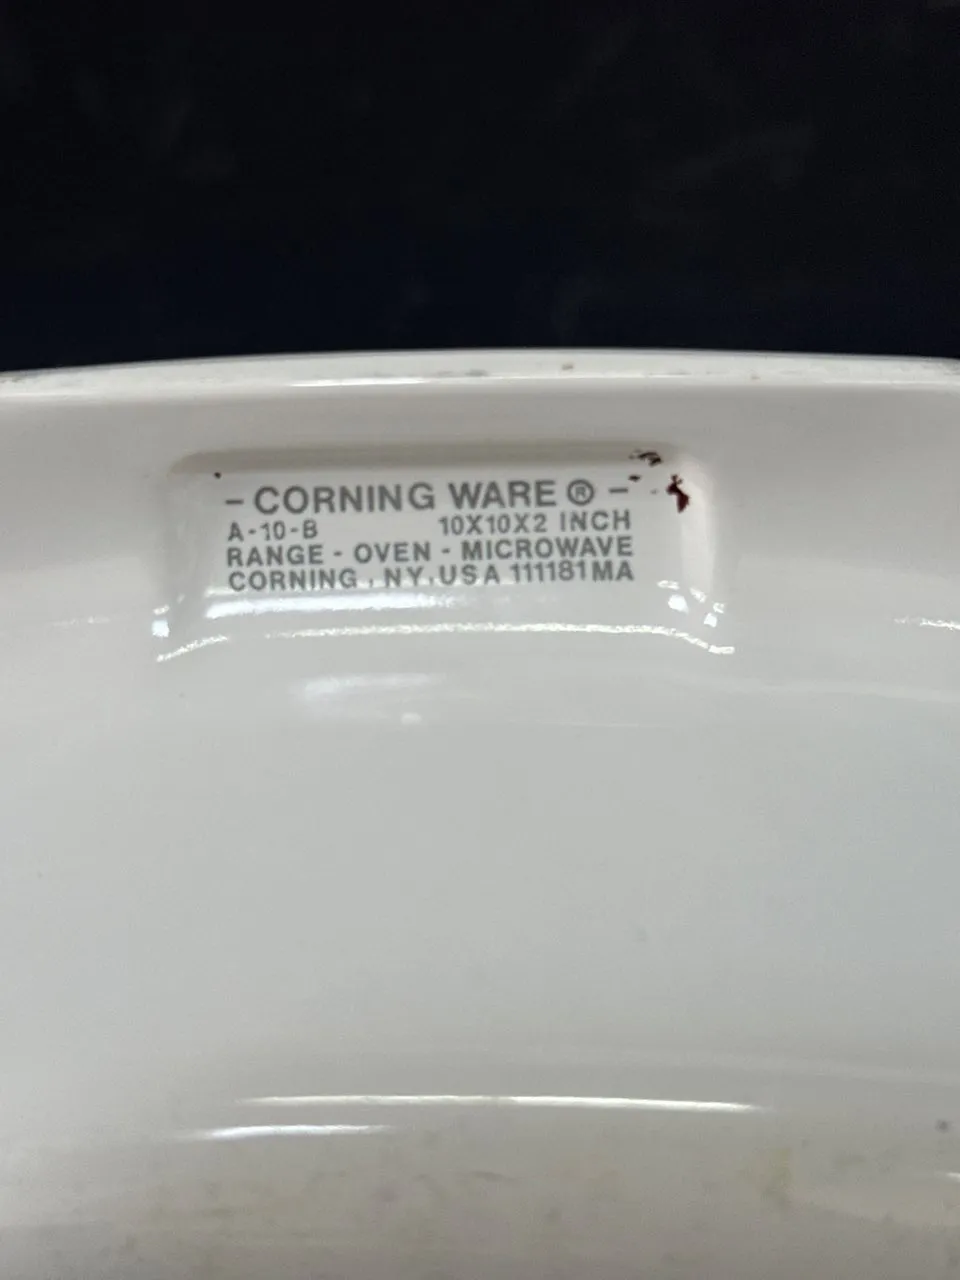 - CORNING WARE ® -
A-10-B 10X10X2 INCH
RANGE - OVEN - MICROWAVE
CORNING, NY, USA 111181MA